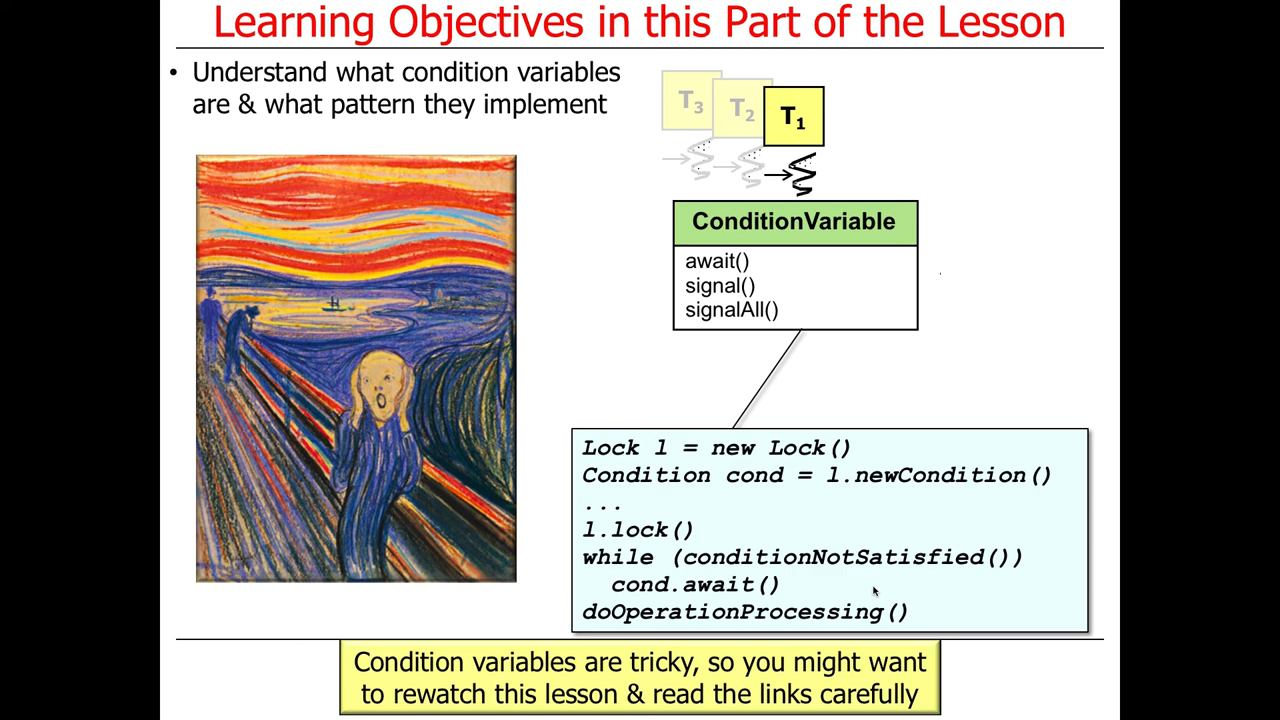 Learning Objectives in this Part of the Lesson
• Understand what condition variables
are & what pattern they implement
T3 T2 T1
ConditionVariable
await()
signal()
signalAll()
Lock l = new Lock()
Condition cond = l.newCondition()
...
l.lock()
while (conditionNotSatisfied())
cond.await()
doOperationProcessing()
Condition variables are tricky, so you might want
to rewatch this lesson & read the links carefully